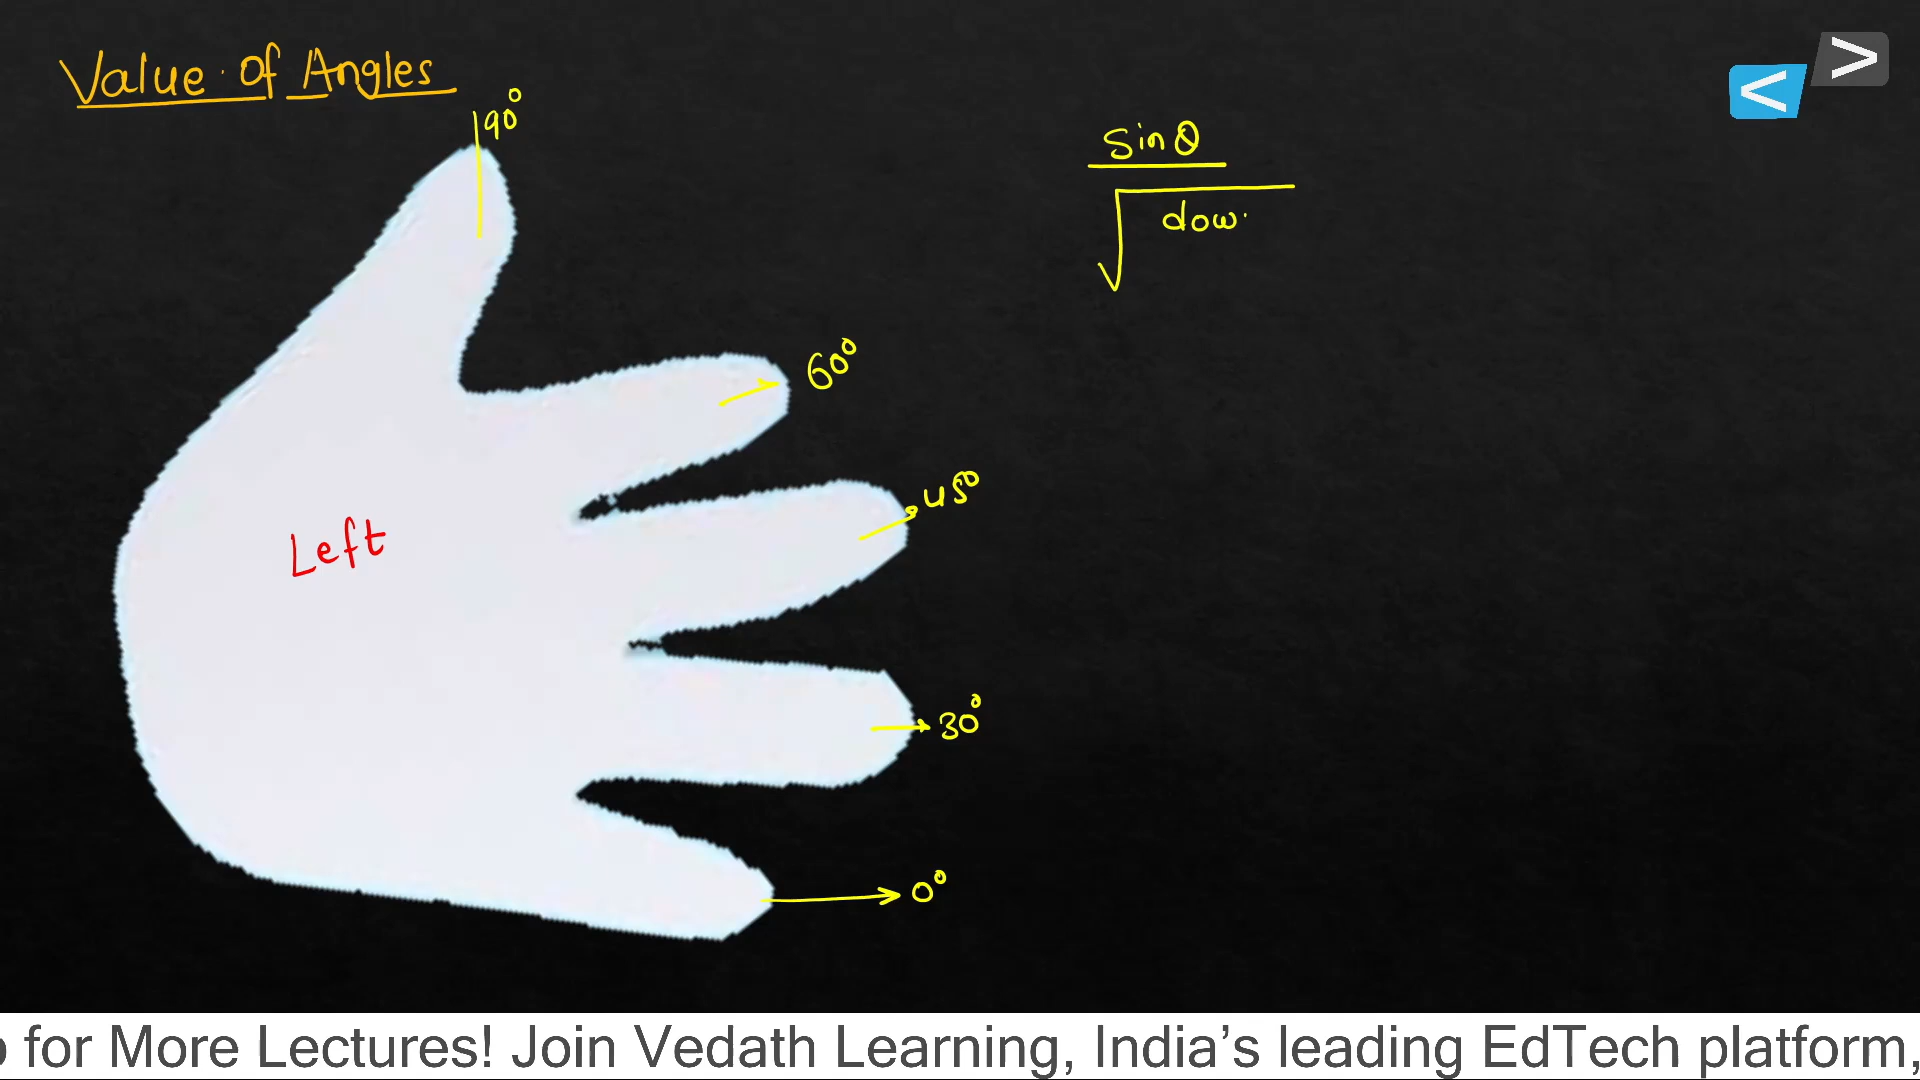 Value of Angles
90°
Sinθ
√dow
60°
45°
Left
30°
0°
for More Lectures! Join Vedath Learning, India’s leading EdTech platform,